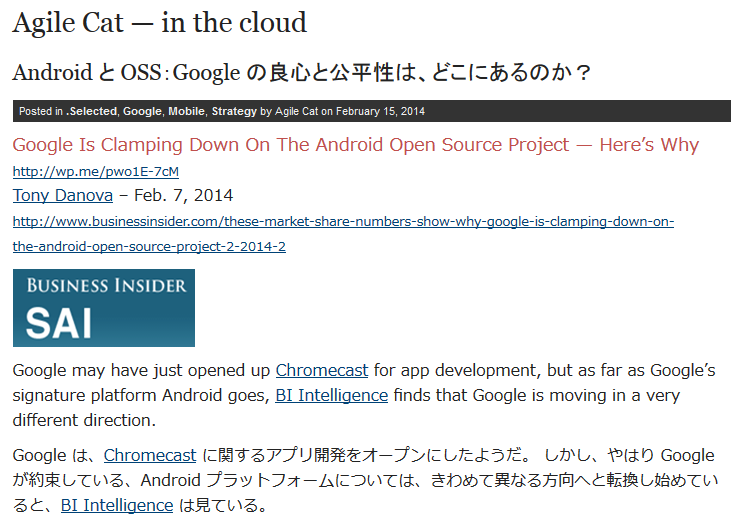 Agile Cat — in the cloud
Android と OSS：Google の良心と公平性は、どこにあるのか？
Posted in .Selected, Google, Mobile, Strategy by Agile Cat on February 15, 2014
Google Is Clamping Down On The Android Open Source Project — Here's Why
http://wp.me/pwo1E-7cM
Tony Danova – Feb. 7, 2014
http://www.businessinsider.com/these-market-share-numbers-show-why-google-is-clamping-down-on-
the-android-open-source-project-2-2014-2
BUSINESS INSIDER
SAI
Google may have just opened up Chromecast for app development, but as far as Google's
signature platform Android goes, BI Intelligence finds that Google is moving in a very
different direction.
Google は、Chromecast に関するアプリ開発をオープンにしたようだ。 しかし、やはり Google
が約束している、Android プラットフォームについては、きわめて異なる方向へと転換し始めてい
ると、BI Intelligence は見ている。